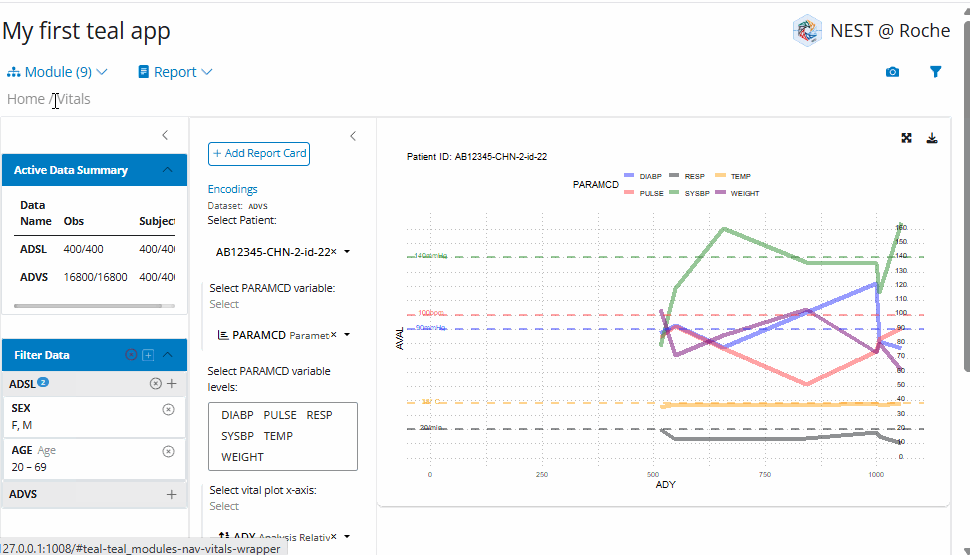 My first teal app
NEST @ Roche
Module (9)
Report
Home / Vitals
Active Data Summary
Data Name Obs Subject
ADSL 400/400 400/400
ADVS 16800/16800 400/40
Filter Data
ADSL 2
SEX
F, M
AGE Age
20 – 69
ADVS
127.0.0.1:1008/#teal-teal_modules-nav-vitals-wrapper
+ Add Report Card
Encodings
Dataset: ADVS
Select Patient:
AB12345-CHN-2-id-22×
Select PARAMCD variable:
Select
PARAMCD Paramet×
Select PARAMCD variable
levels:
DIABP PULSE RESP
SYSBP TEMP
WEIGHT
Select vital plot x-axis:
Select
ADY Analysis Relativ×
Patient ID: AB12345-CHN-2-id-22
PARAMCD
DIABP RESP TEMP
PULSE SYSBP WEIGHT
AVAL
140mmHg
100bpm
90mmHg
38° C
20/min
160
150
140
130
120
110
100
90
80
70
60
50
40
30
20
10
0
0 250 500 750 1000
ADY